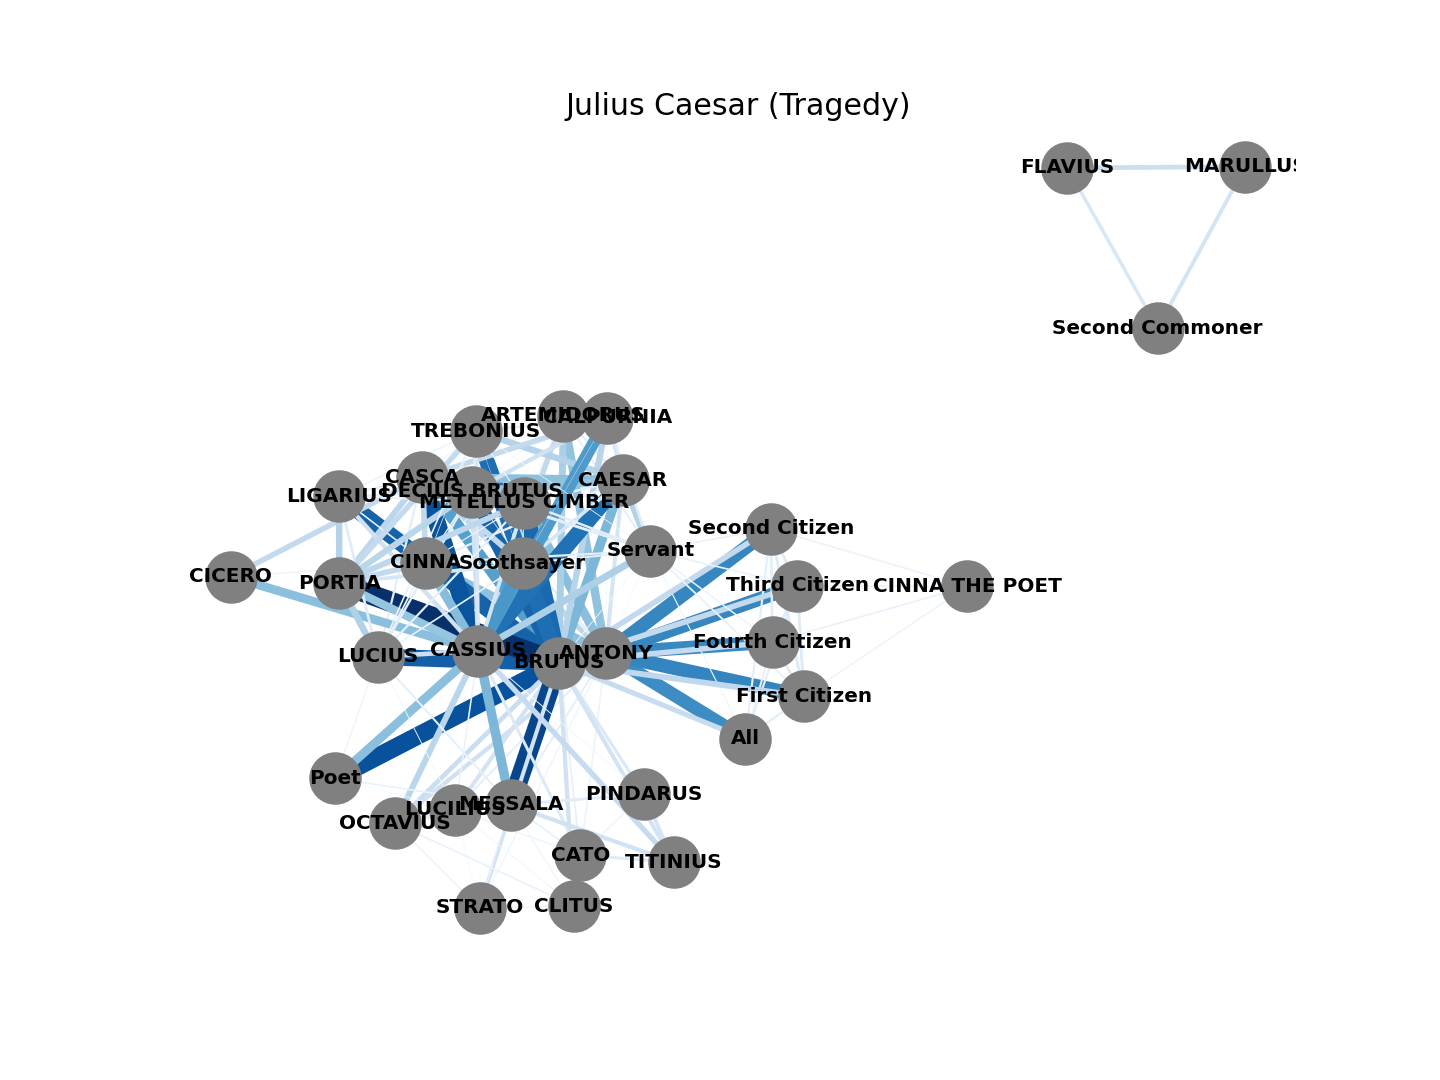 Julius Caesar (Tragedy)
FLAVIUS
MARULLUS
Second Commoner
ARTEMIDORUS
CALPURNIA
TREBONIUS
CASCA
CAESAR
DECIUS BRUTUS
LIGARIUS
METELLUS CIMBER
Second Citizen
Servant
CINNA
Soothsayer
CICERO
PORTIA
Third Citizen
CINNA THE POET
Fourth Citizen
CASSIUS
ANTONY
LUCIUS
BRUTUS
First Citizen
All
Poet
PINDARUS
MESSALA
LUCILIUS
OCTAVIUS
CATO
TITINIUS
STRATO
CLITUS